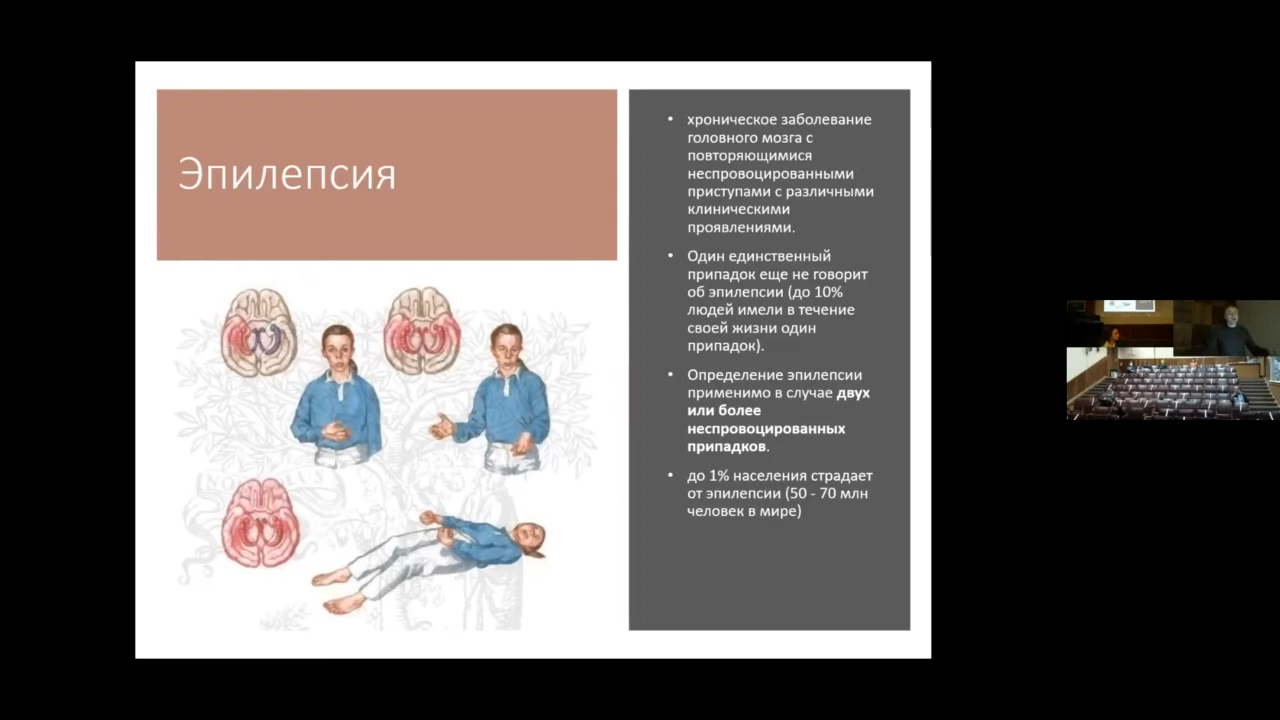 Эпилепсия
• хроническое заболевание
головного мозга с
повторяющимися
неспровоцированными
приступами с различными
клиническими
проявлениями.
• Один единственный
припадок еще не говорит
об эпилепсии (до 10%
людей имели в течение
своей жизни один
припадок).
• Определение эпилепсии
применимо в случае двух
или более
неспровоцированных
припадков.
• до 1% населения страдает
от эпилепсии (50 - 70 млн
человек в мире)